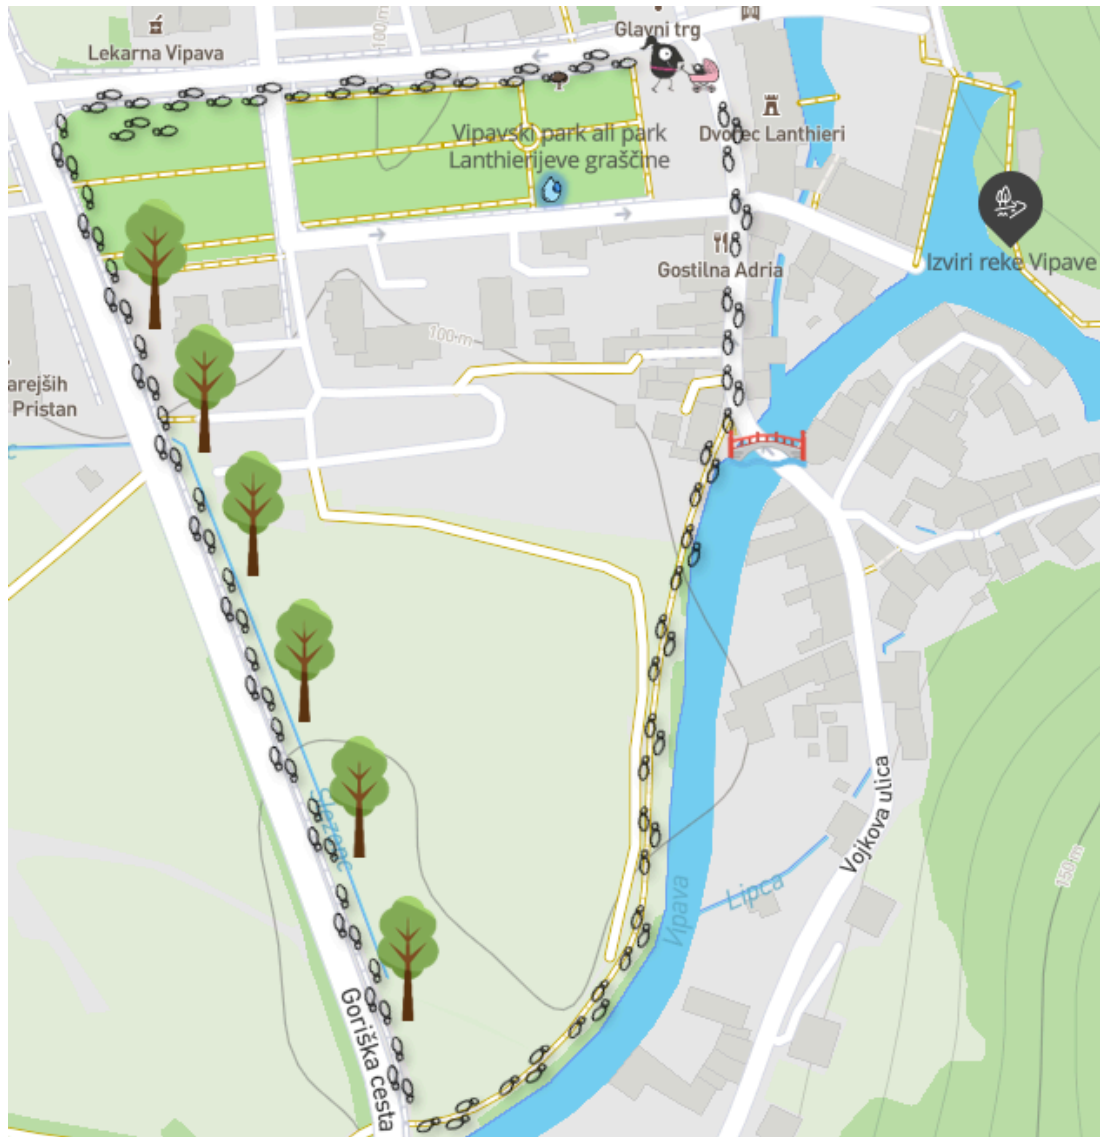 100 m
Glavni trg
Lekarna Vipava
Vipavski park ali park
Lanthierijeve graščine
Dvorec Lanthieri
Izviri reke Vipave
Gostilna Adria
100 m
arejših
Pristan
c
Jezenc
Vojkova ulica
150 m
Lipca
Vipava
Goriška cesta